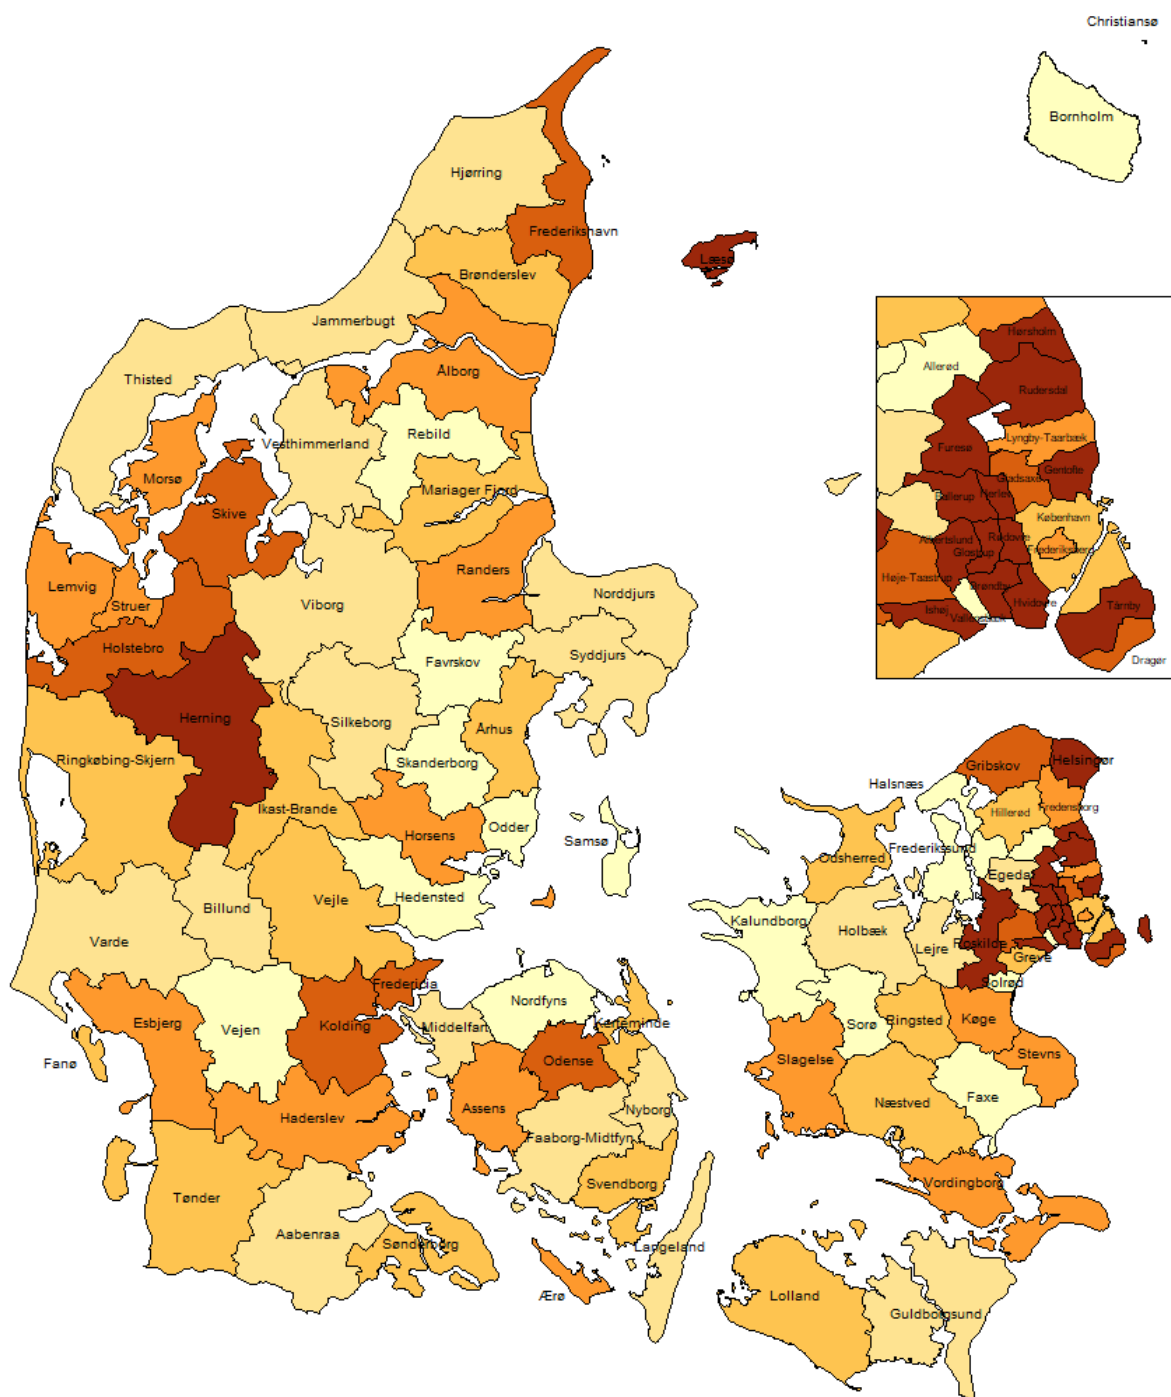 Christiansø
Bornholm
Hjørring
Frederikshavn
Læsø
Brønderslev
Jammerbugt
Thisted
Ålborg
Vesthimmerland
Rebild
Morsø
Mariager Fjord
Skive
Hørsholm
Allerød
Rudersdal
Lyngby-Taarbæk
Furesø
Gentofte
Gladsaxe
Ballerup
Herlev
København
Albertslund
Rødovre
Frederiksberg
Glostrup
Høje-Taastrup
Brøndby
Hvidovre
Ishøj
Vallensbæk
Tårnby
Dragør
Lemvig
Struer
Randers
Viborg
Norddjurs
Holstebro
Favrskov
Syddjurs
Herning
Silkeborg
Århus
Ringkøbing-Skjern
Skanderborg
Ikast-Brande
Horsens
Odder
Samsø
Hedensted
Vejle
Billund
Varde
Gribskov
Helsingør
Halsnæs
Hillerød
Fredensborg
Frederikssund
Odsherred
Egedal
Kalundborg
Holbæk
Lejre
Roskilde
Greve
Solrød
Fredericia
Nordfyns
Esbjerg
Vejen
Kolding
Middelfart
Kerteminde
Sorø
Ringsted
Køge
Stevns
Fanø
Odense
Slagelse
Haderslev
Assens
Nyborg
Næstved
Faxe
Faaborg-Midtfyn
Svendborg
Vordingborg
Tønder
Aabenraa
Sønderborg
Langeland
Ærø
Lolland
Guldborgsund